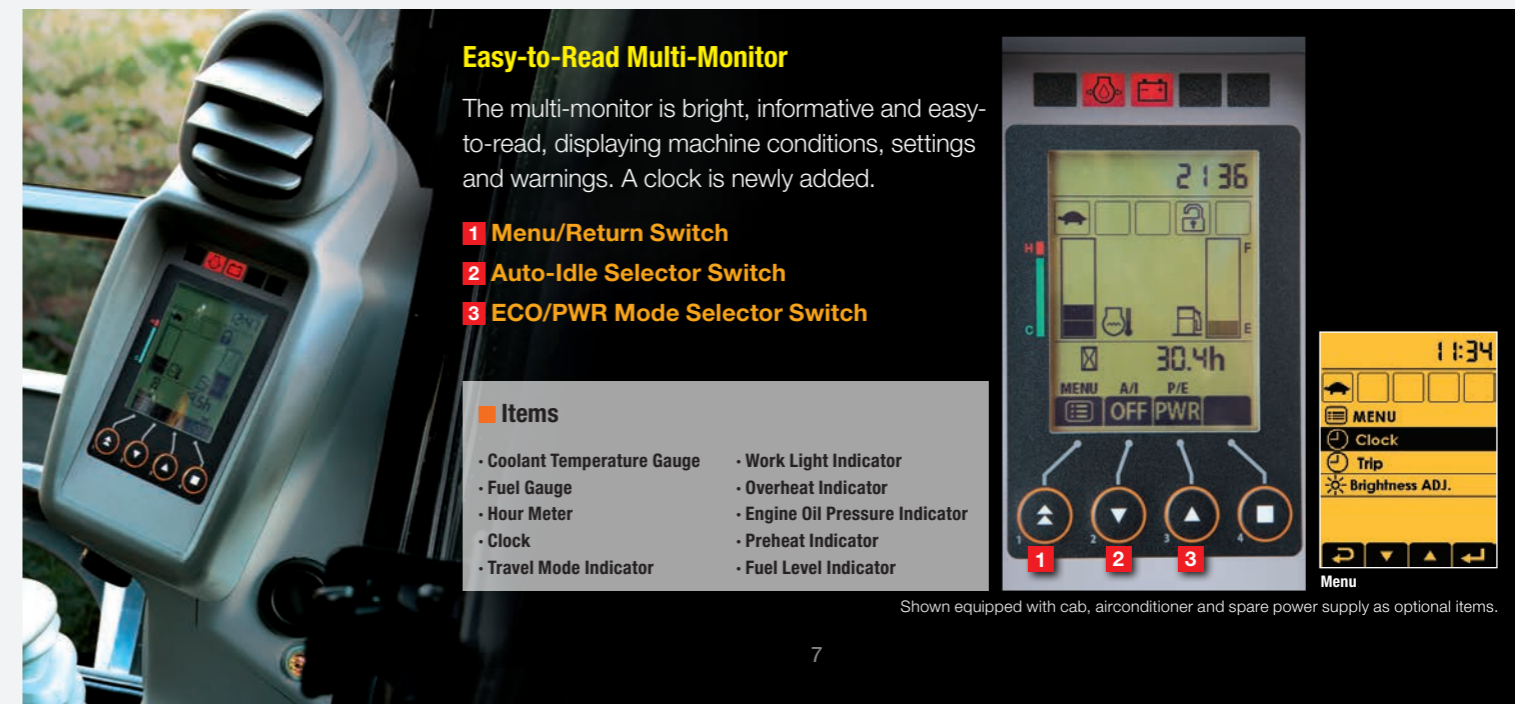 Easy-to-Read Multi-Monitor
The multi-monitor is bright, informative and easy-
to-read, displaying machine conditions, settings
and warnings. A clock is newly added.
1 Menu/Return Switch
2 Auto-Idle Selector Switch
3 ECO/PWR Mode Selector Switch
Items
· Coolant Temperature Gauge
· Fuel Gauge
· Hour Meter
· Clock
· Travel Mode Indicator
· Work Light Indicator
· Overheat Indicator
· Engine Oil Pressure Indicator
· Preheat Indicator
· Fuel Level Indicator
21 36
H F
C E
30.4h
MENU A/I P/E
OFF PWR
1 2 3 4
1 2 3
11:34
MENU
Clock
Trip
Brightness ADJ.
Menu
Shown equipped with cab, airconditioner and spare power supply as optional items.
7